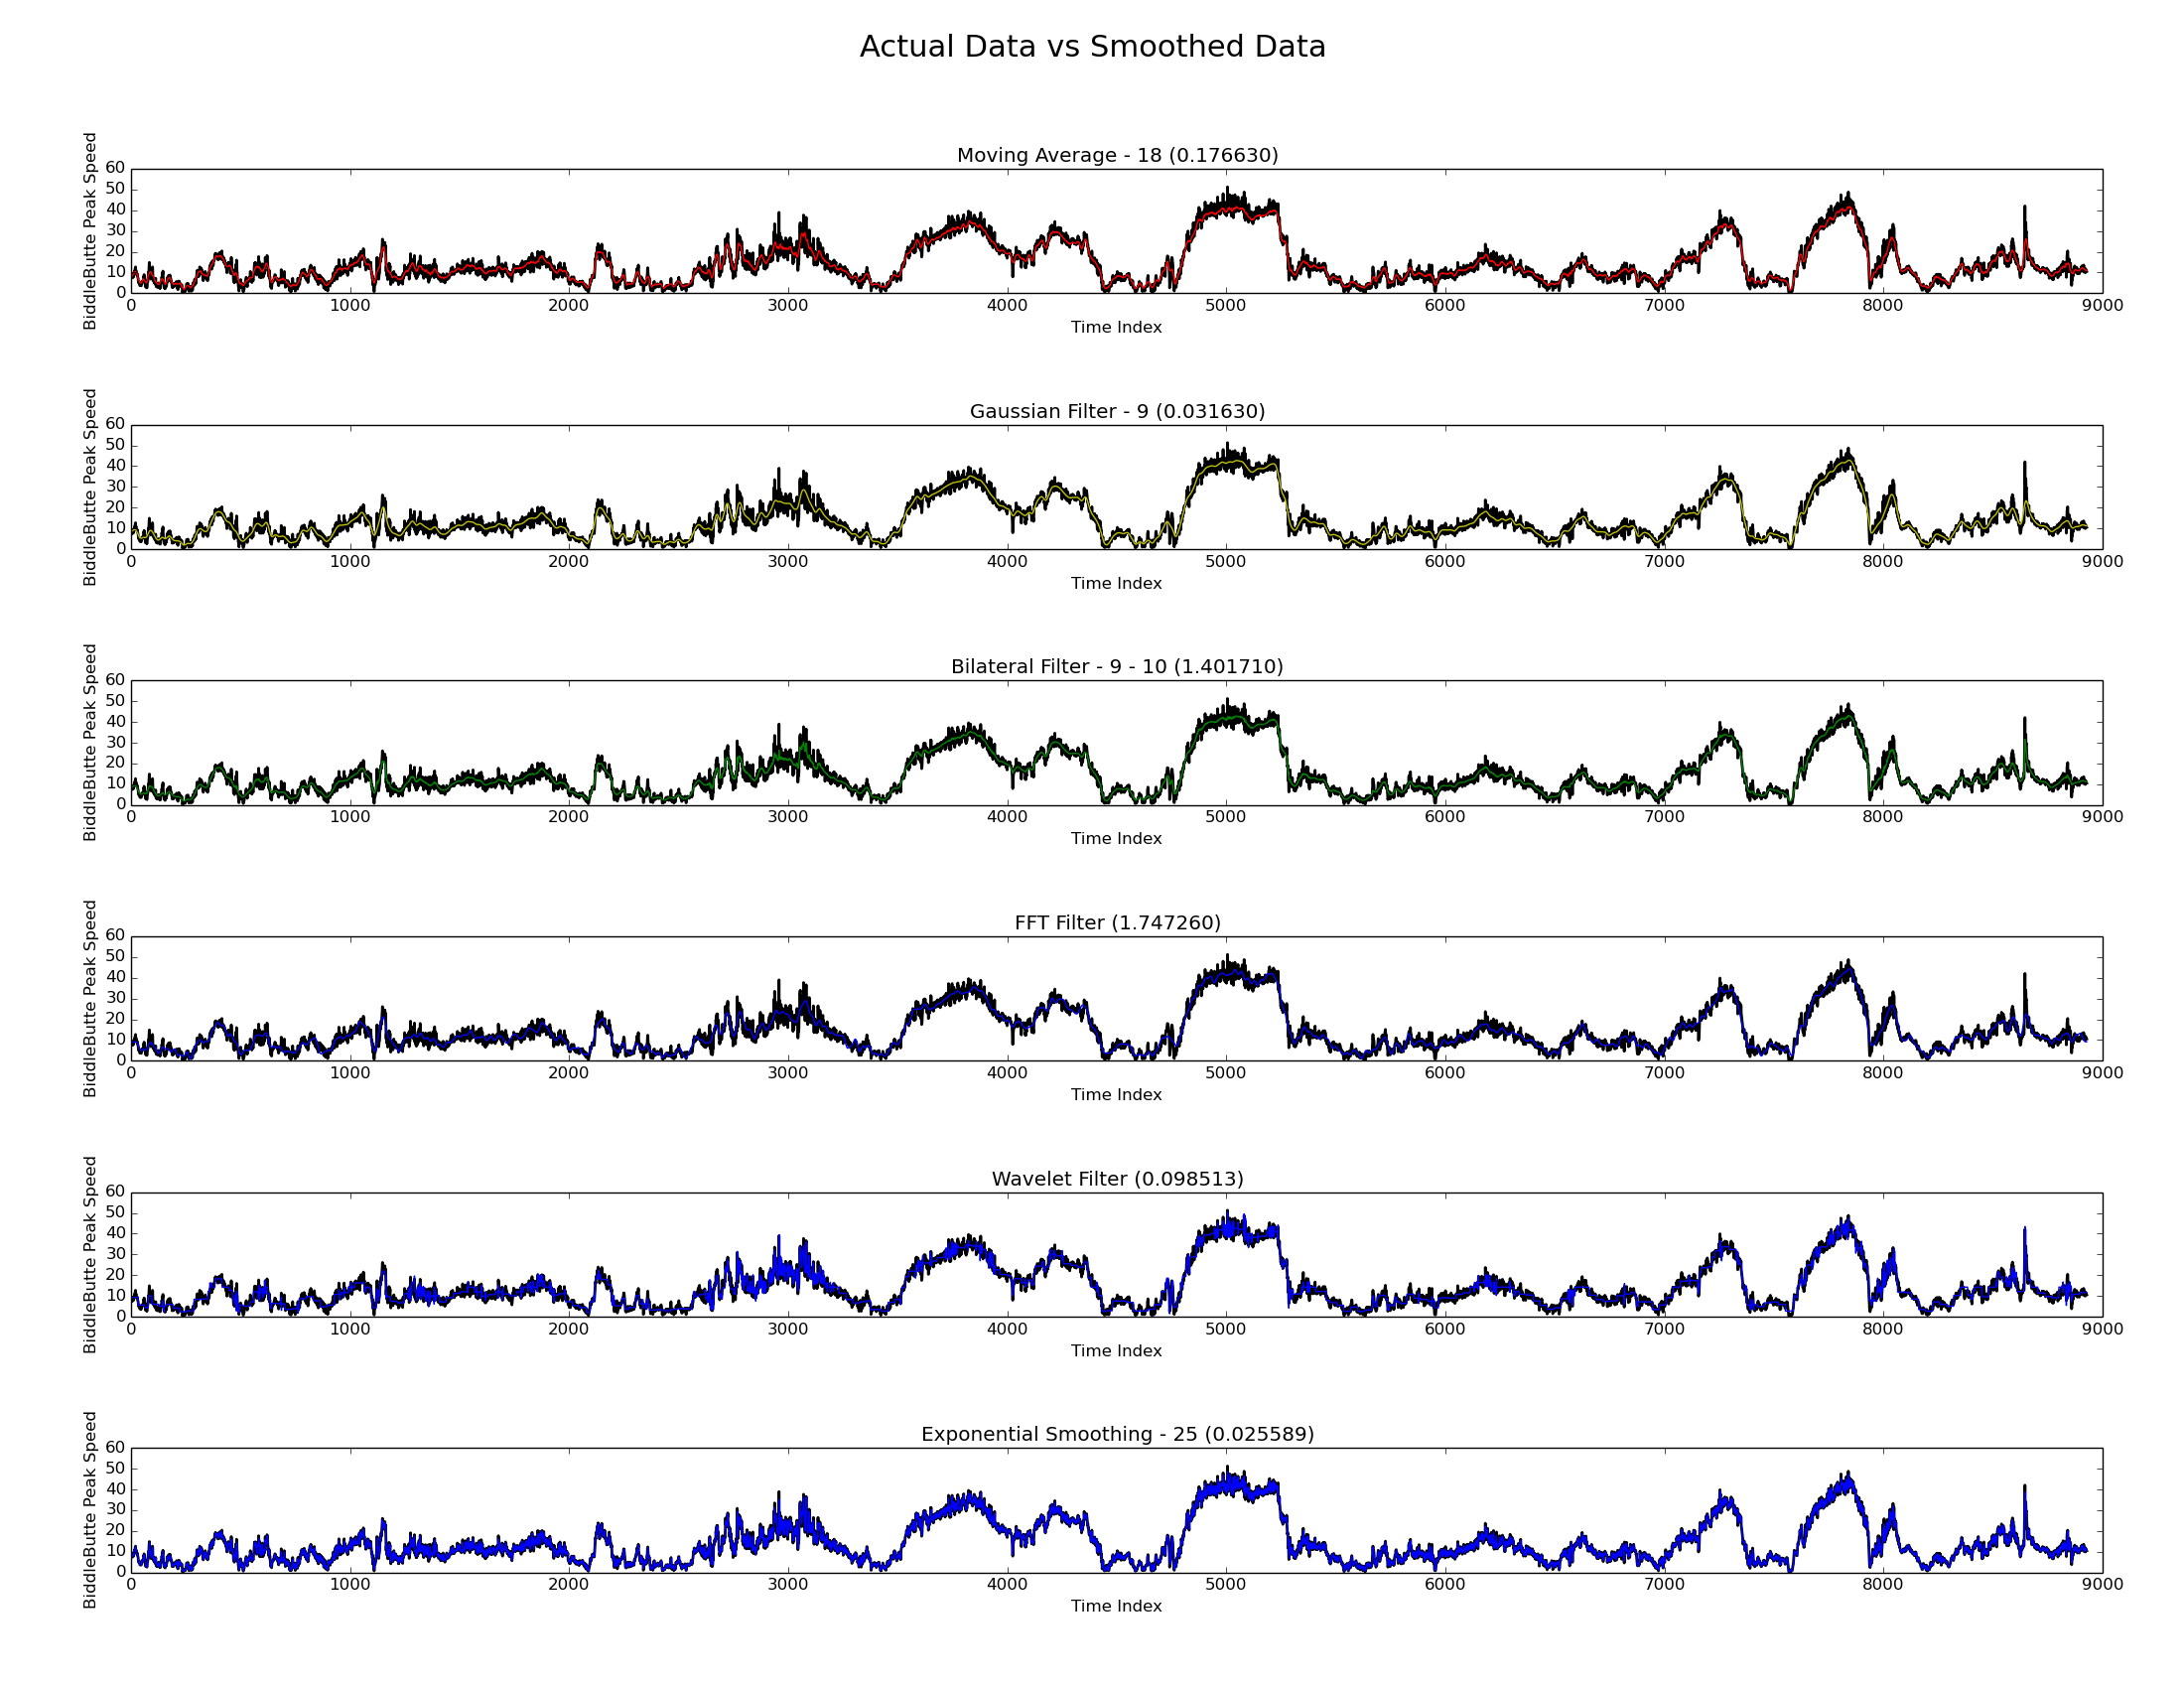 Actual Data vs Smoothed Data
Moving Average - 18 (0.176630)
BiddleButte Peak Speed
60
50
40
30
20
10
0
0 1000 2000 3000 4000 5000 6000 7000 8000 9000
Time Index
Gaussian Filter - 9 (0.031630)
BiddleButte Peak Speed
60
50
40
30
20
10
0
0 1000 2000 3000 4000 5000 6000 7000 8000 9000
Time Index
Bilateral Filter - 9 - 10 (1.401710)
BiddleButte Peak Speed
60
50
40
30
20
10
0
0 1000 2000 3000 4000 5000 6000 7000 8000 9000
Time Index
FFT Filter (1.747260)
BiddleButte Peak Speed
60
50
40
30
20
10
0
0 1000 2000 3000 4000 5000 6000 7000 8000 9000
Time Index
Wavelet Filter (0.098513)
BiddleButte Peak Speed
60
50
40
30
20
10
0
0 1000 2000 3000 4000 5000 6000 7000 8000 9000
Time Index
Exponential Smoothing - 25 (0.025589)
BiddleButte Peak Speed
60
50
40
30
20
10
0
0 1000 2000 3000 4000 5000 6000 7000 8000 9000
Time Index